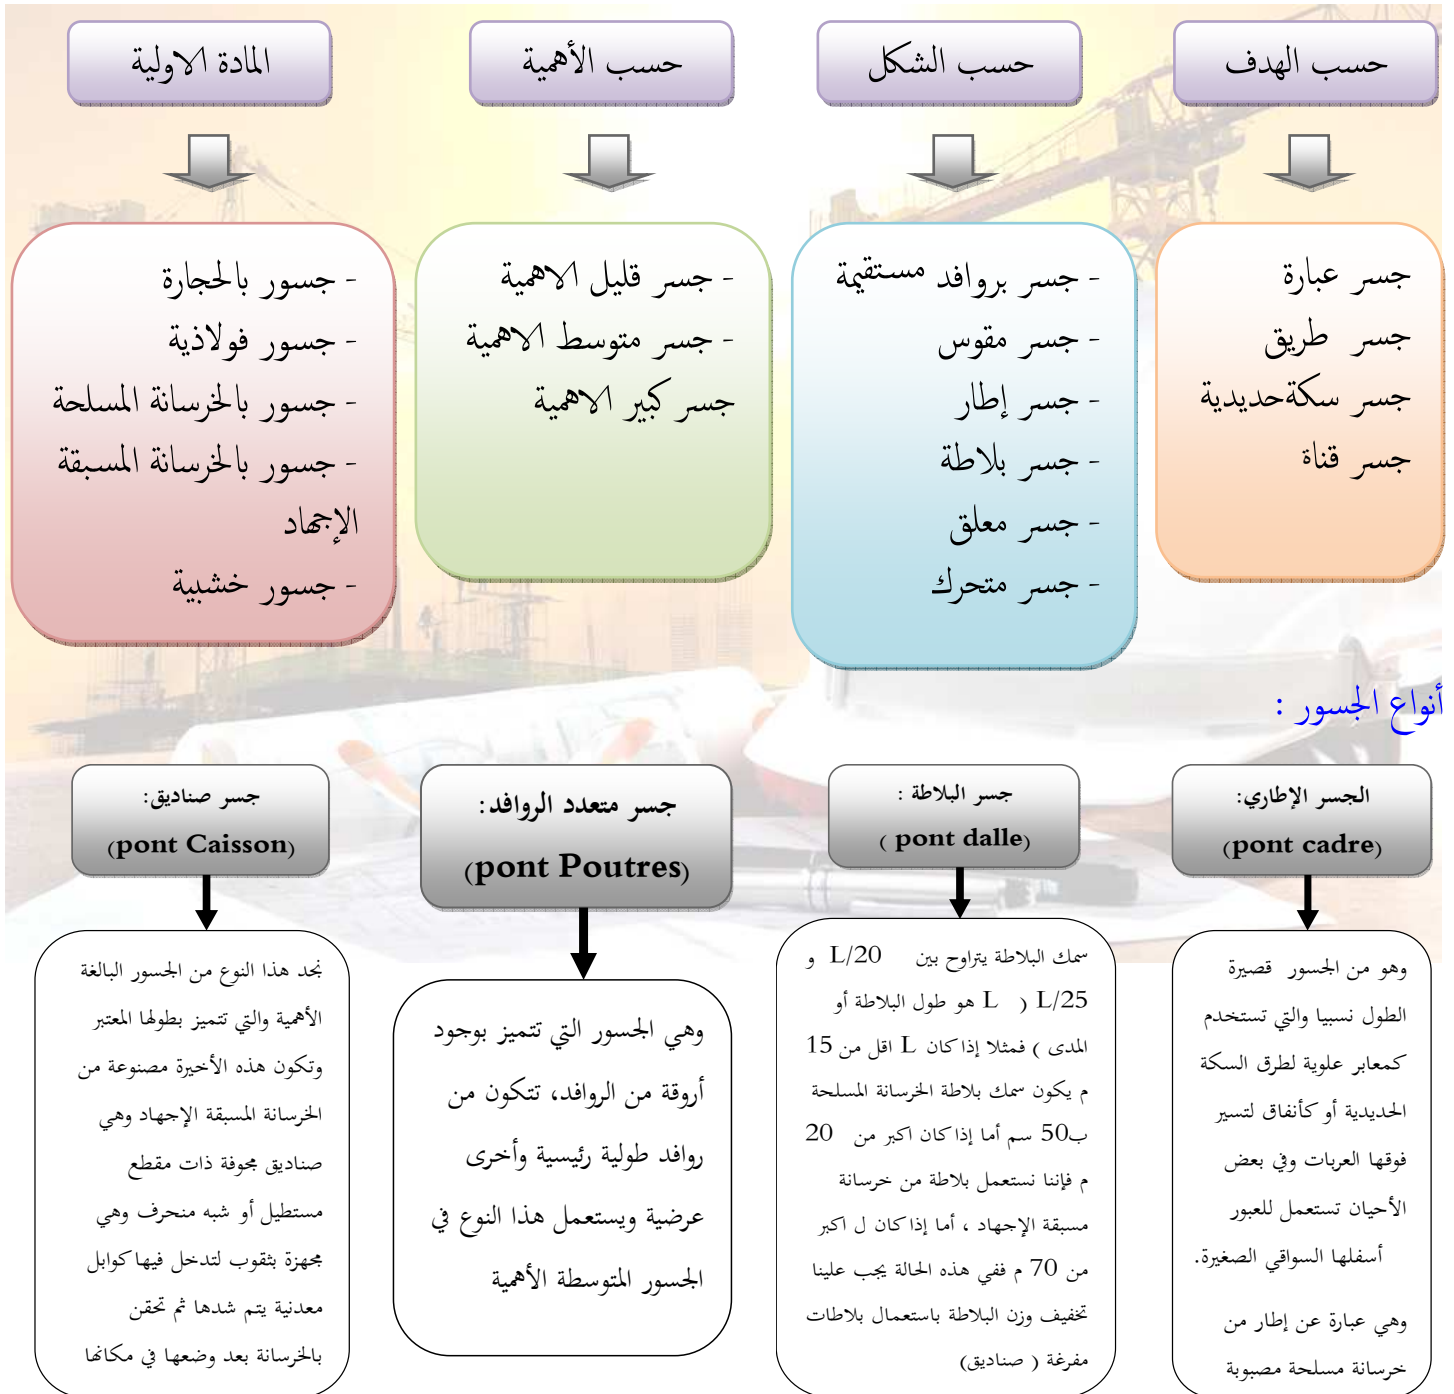 حسب الهدف
حسب الشكل
حسب الأهمية
المادة الاولية
جسر عبارة
جسر طريق
جسر سكةحديدية
جسر قناة
- جسر بروافد مستقيمة
- جسر مقوس
- جسر إطار
- جسر بلاطة
- جسر معلق
- جسر متحرك
- جسر قليل الاهمية
- جسر متوسط الاهمية
جسر كبير الاهمية
- جسور بالحجارة
- جسور فولاذية
- جسور بالخرسانة المسلحة
- جسور بالخرسانة المسبقة
الإجهاد
- جسور خشبية
أنواع الجسور :
الجسر الإطاري:
(pont cadre)
جسر البلاطة :
( pont dalle)
جسر متعدد الروافد:
(pont Poutres)
جسر صناديق:
(pont Caisson)
وهو من الجسور قصيرة
الطول نسبيا والتي تستخدم
كمعابر علوية لطرق السكة
الحديدية أو كأنفاق لتسير
فوقها العربات وفي بعض
الأحيان تستعمل للعبور
أسفلها السواقي الصغيرة.
وهي عبارة عن إطار من
خرسانة مسلحة مصبوبة
سمك البلاطة يتراوح بين L/20 و
L/25 ( L هو طول البلاطة أو
المدى ) فمثلا إذا كان L اقل من 15
م يكون سمك بلاطة الخرسانة المسلحة
ب50 سم أما إذا كان اكبر من 20
م فإننا نستعمل بلاطة من خرسانة
مسبقة الإجهاد ، أما إذا كان ل اكبر
من 70 م ففي هذه الحالة يجب علينا
تخفيف وزن البلاطة باستعمال بلاطات
مفرغة ( صناديق)
وهي الجسور التي تتميز بوجود
أروقة من الروافد، تتكون من
روافد طولية رئيسية وأخرى
عرضية ويستعمل هذا النوع في
الجسور المتوسطة الأهمية
نجد هذا النوع من الجسور البالغة
الأهمية والتي تتميز بطولها المعتبر
وتكون هذه الأخيرة مصنوعة من
الخرسانة المسبقة الإجهاد وهي
صناديق مجوفة ذات مقطع
مستطيل أو شبه منحرف وهي
مجهزة بثقوب لتدخل فيها كوابل
معدنية يتم شدها ثم تحقن
بالخرسانة بعد وضعها في مكانها